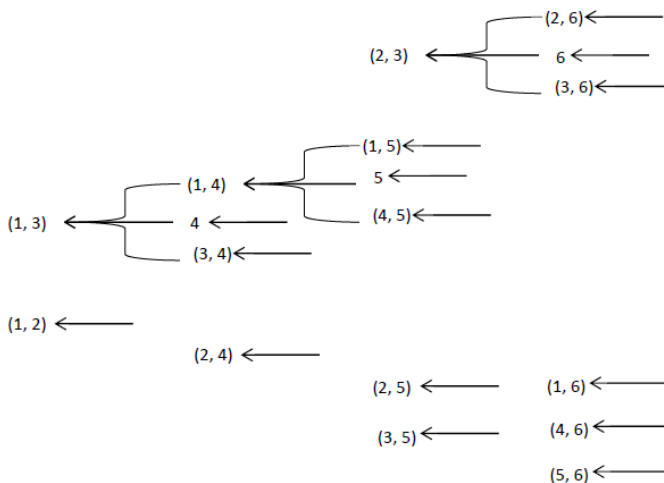 (2, 6)
(2, 3) 6
(3, 6)
(1, 5)
(1, 4) 5
(1, 3) 4 (4, 5)
(3, 4)
(1, 2)
(2, 4)
(2, 5) (1, 6)
(3, 5) (4, 6)
(5, 6)